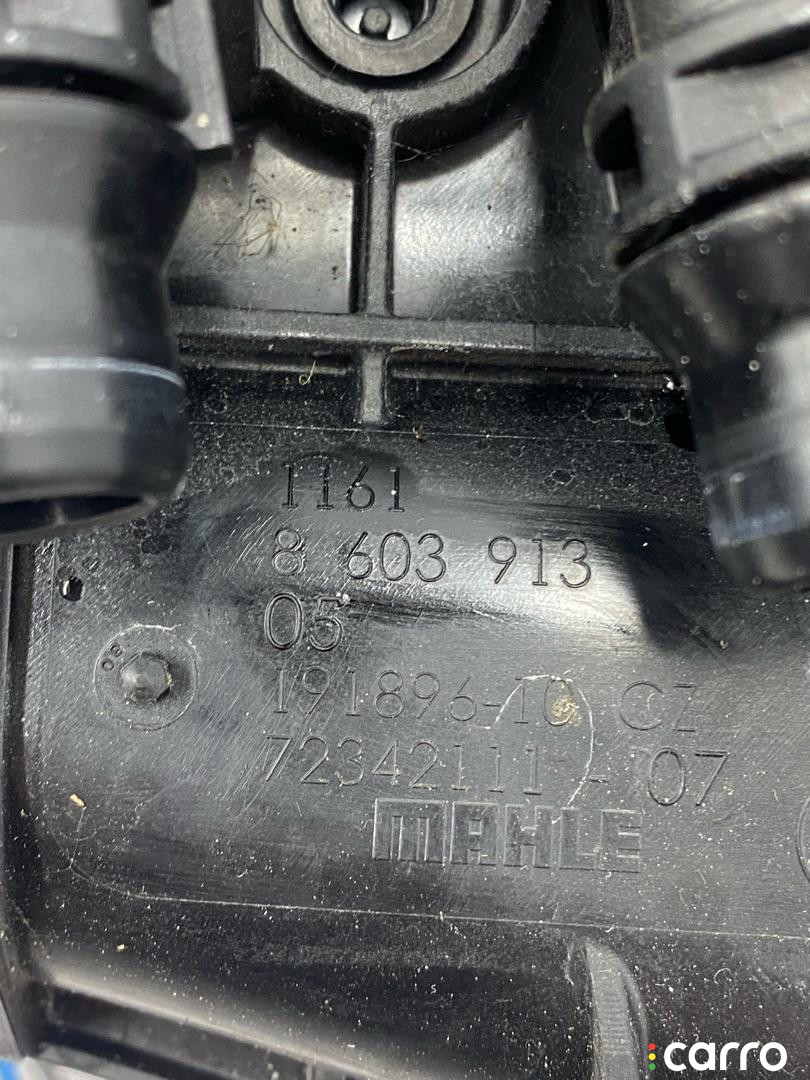 1161
8 603 913
05
191896-10 CZ
72342111 - 07
MAHLE
carro